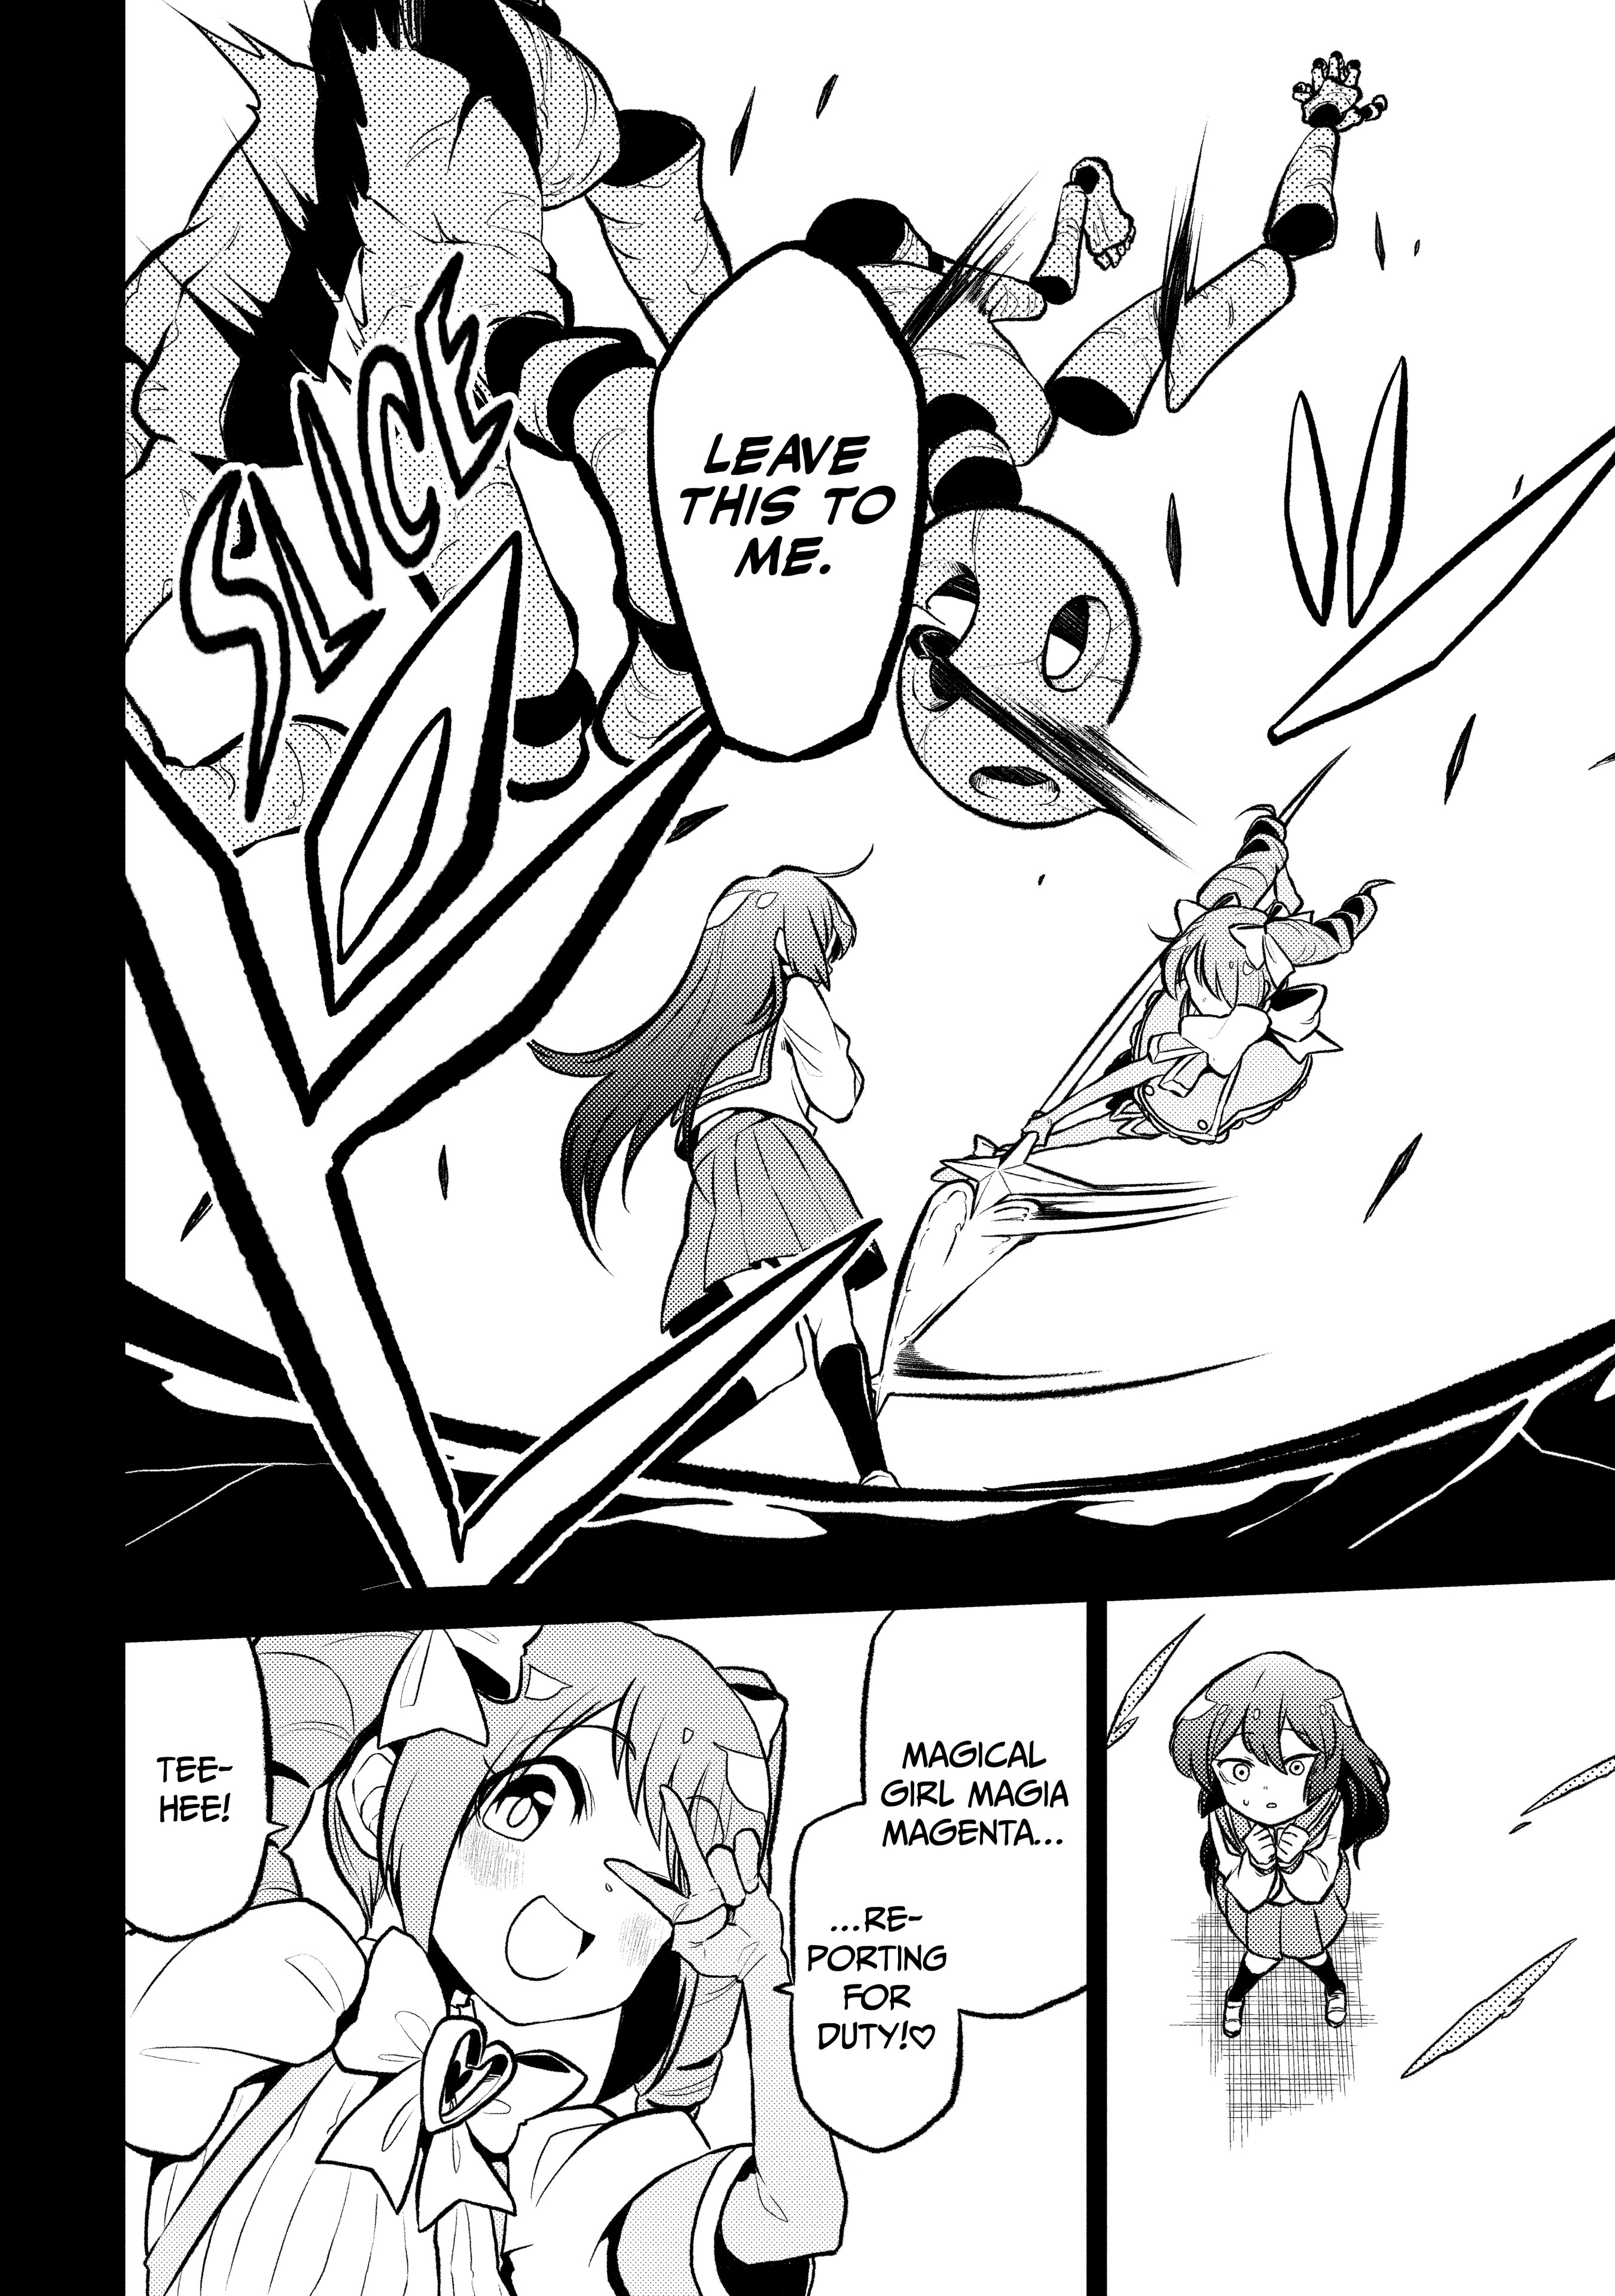 LEAVE
THIS TO
ME.
SLICE
MAGICAL
GIRL MAGIA
MAGENTA...
...RE-
PORTING
FOR
DUTY!♡
TEE-
HEE!